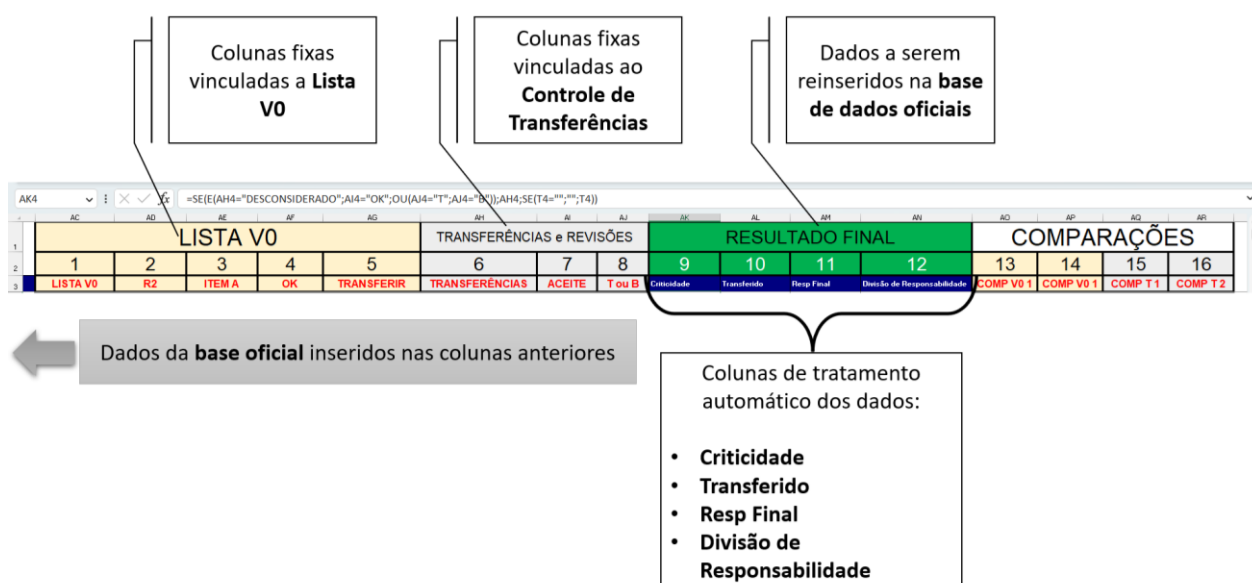 Colunas fixas
vinculadas a Lista
V0
Colunas fixas
vinculadas ao
Controle de
Transferências
Dados a serem
reinseridos na base
de dados oficiais
AK4 fx =SE(E(AH4="DESCONSIDERADO";AI4="OK";OU(AJ4="T";AJ4="B"));AH4;SE(T4="";"";T4))
AC AD AE AF AG AH AI AJ AK AL AM AN AO AP AQ AR
1 LISTA V0 TRANSFERÊNCIAS e REVISÕES RESULTADO FINAL COMPARAÇÕES
2 1 2 3 4 5 6 7 8 9 10 11 12 13 14 15 16
3 LISTA V0 R2 ITEM A OK TRANSFERIR TRANSFERÊNCIAS ACEITE T ou B Criticidade Transferido Resp Final Divisão de Responsabilidade COMP V0 1 COMP V0 1 COMP T 1 COMP T 2
Dados da base oficial inseridos nas colunas anteriores
Colunas de tratamento
automático dos dados:
• Criticidade
• Transferido
• Resp Final
• Divisão de
Responsabilidade